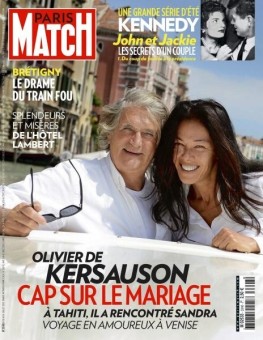 PARIS
MATCH
UNE GRANDE SÉRIE D'ÉTÉ
KENNEDY
John et Jackie
LES SECRETS D'UN COUPLE
BRETIGNY
LE DRAME
DU TRAIN FOU
SPLENDEURS
ET MISÈRES
DE L'HÔTEL
LAMBERT
OLIVIER DE
KERSAUSON
CAP SUR LE MARIAGE
À TAHITI, IL A RENCONTRÉ SANDRA
VOYAGE EN AMOUREUX À VENISE